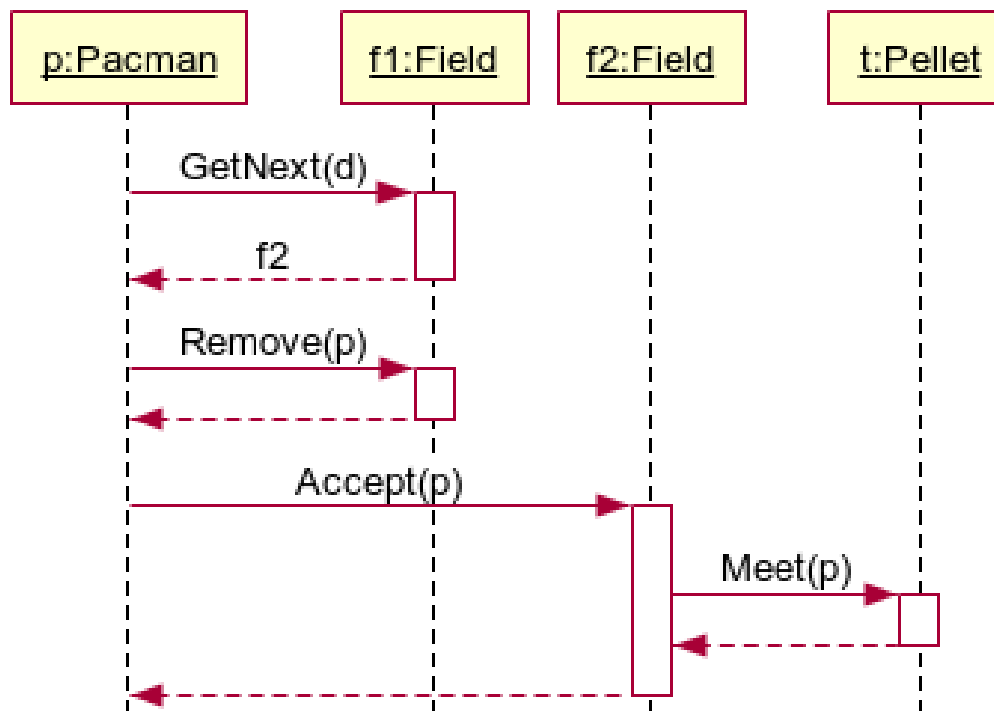 p:Pacman
f1:Field
f2:Field
t:Pellet
GetNext(d)
f2
Remove(p)
Accept(p)
Meet(p)